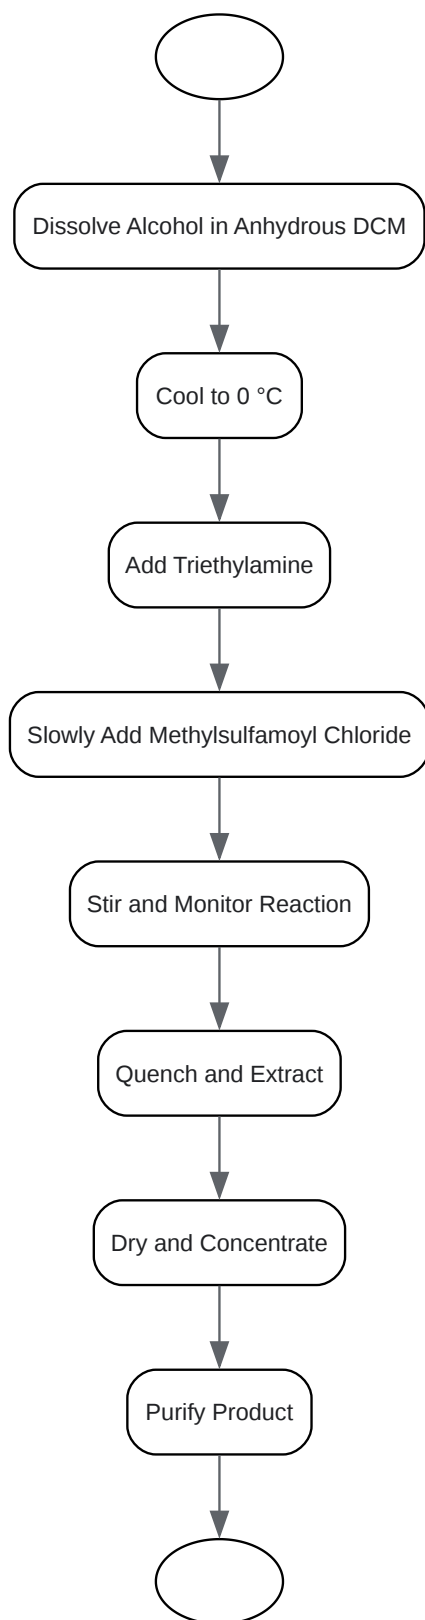 Dissolve Alcohol in Anhydrous DCM
Cool to 0 °C
Add Triethylamine
Slowly Add Methylsulfamoyl Chloride
Stir and Monitor Reaction
Quench and Extract
Dry and Concentrate
Purify Product